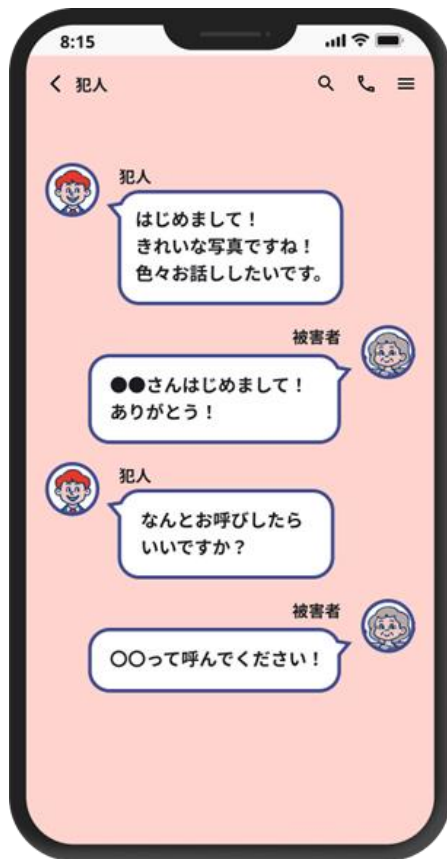 8:15
犯人
犯人
はじめまして！
きれいな写真ですね！
色々お話ししたいです。
被害者
●●さんはじめまして！
ありがとう！
犯人
なんとお呼びしたら
いいですか？
被害者
〇〇って呼んでください！